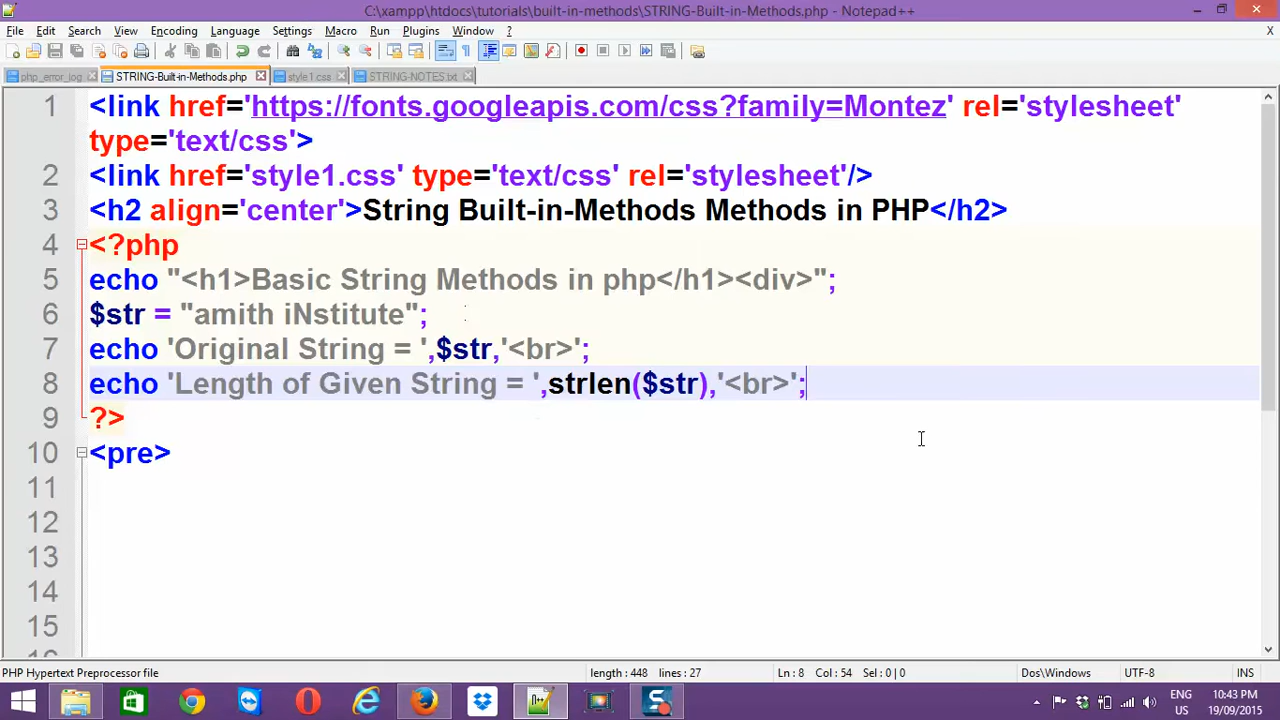 C:\xampp\htdocs\tutorials\built-in-methods\STRING-Built-in-Methods.php - Notepad++
File Edit Search View Encoding Language Settings Macro Run Plugins Window ? X
php_error_log STRING-Built-in-Methods.php style1.css STRING-NOTES.txt
1 <link href='https://fonts.googleapis.com/css?family=Montez' rel='stylesheet'
type='text/css'>
2 <link href='style1.css' type='text/css' rel='stylesheet'/>
3 <h2 align='center'>String Built-in-Methods Methods in PHP</h2>
4 <?php
5 echo "<h1>Basic String Methods in php</h1><div>";
6 $str = "amith iNstitute";
7 echo 'Original String = ',$str,'<br>';
8 echo 'Length of Given String = ',strlen($str),'<br>';
9 ?>
10 <pre>
11
12
13
14
15
PHP Hypertext Preprocessor file length : 448 lines : 27 Ln : 8 Col : 54 Sel : 0 | 0 Dos\Windows UTF-8 INS
ENG 10:43 PM
US 19/09/2015